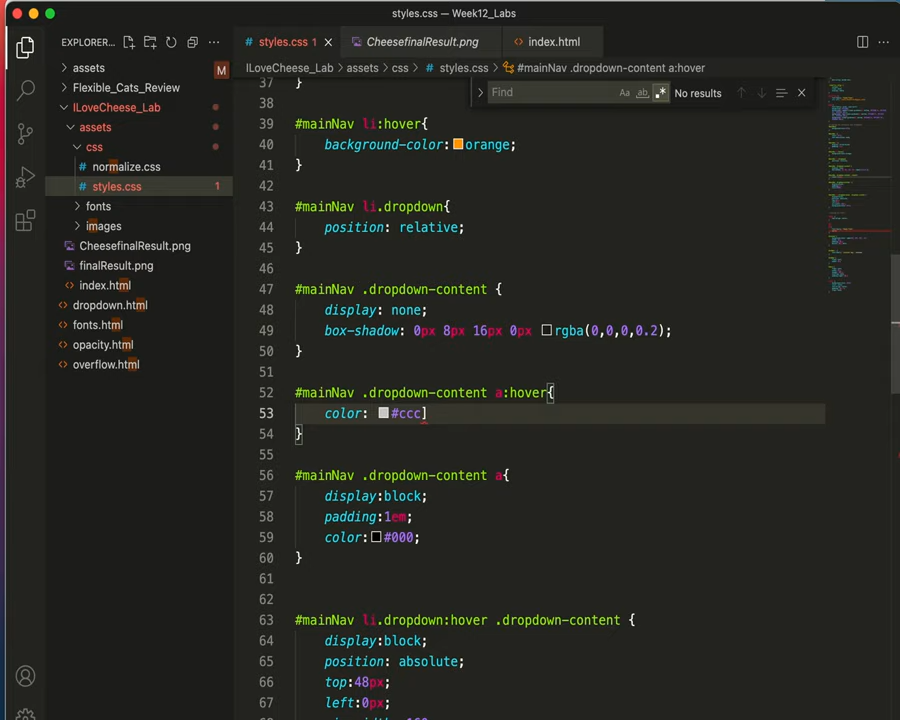 styles.css — Week12_Labs
EXPLORER...
styles.css 1
CheesefinalResult.png
index.html
assets
M
Flexible_Cats_Review
ILoveCheese_Lab
assets
css
normalize.css
styles.css 1
fonts
images
CheesefinalResult.png
finalResult.png
index.html
dropdown.html
fonts.html
opacity.html
overflow.html
ILoveCheese_Lab > assets > css > styles.css > #mainNav .dropdown-content a:hover
Find
Aa
ab
No results
37 }
38
39 #mainNav li:hover{
40 background-color: orange;
41 }
42
43 #mainNav li.dropdown{
44 position: relative;
45 }
46
47 #mainNav .dropdown-content {
48 display: none;
49 box-shadow: 0px 8px 16px 0px rgba(0,0,0,0.2);
50 }
51
52 #mainNav .dropdown-content a:hover{
53 color: #ccc]
54 }
55
56 #mainNav .dropdown-content a{
57 display:block;
58 padding:1em;
59 color: #000;
60 }
61
62
63 #mainNav li.dropdown:hover .dropdown-content {
64 display:block;
65 position: absolute;
66 top:48px;
67 left:0px;